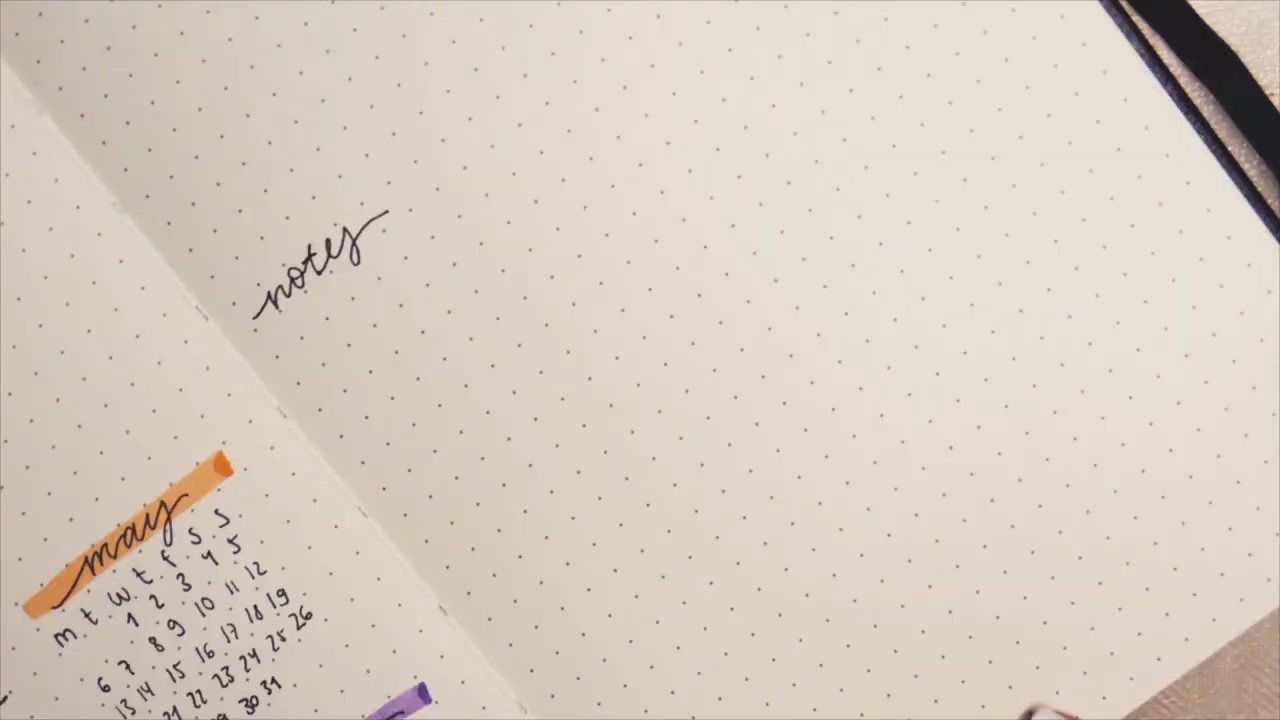 notes
may
m t w t f s s
1 2 3 4 5
6 7 8 9 10 11 12
13 14 15 16 17 18 19
21 22 23 24 25 26
30 31